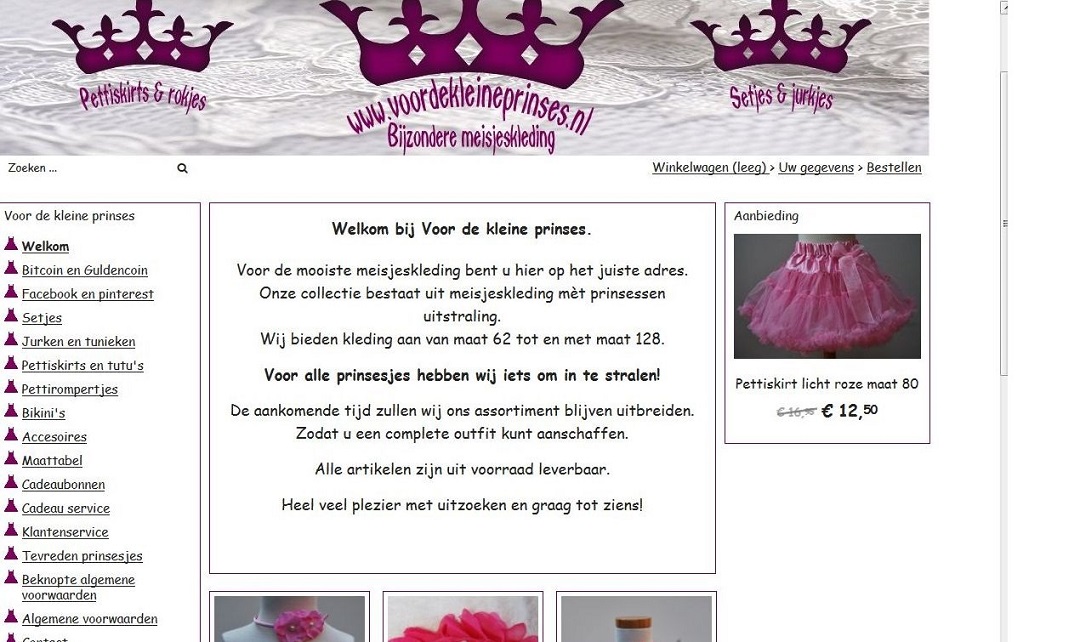 Pettiskirts & rokjes
www.voordekleineprinses.nl
Bijzondere meisjeskleding
Setjes & jurkjes
Zoeken ...
Winkelwagen (leeg) > Uw gegevens > Bestellen
Voor de kleine prinses
Welkom
Bitcoin en Guldencoin
Facebook en pinterest
Setjes
Jurken en tunieken
Pettiskirts en tutu's
Pettirompertjes
Bikini's
Accesoires
Maattabel
Cadeaubonnen
Cadeau service
Klantenservice
Tevreden prinsesjes
Beknopte algemene
voorwaarden
Algemene voorwaarden
Contact
Welkom bij Voor de kleine prinses.
Voor de mooiste meisjeskleding bent u hier op het juiste adres.
Onze collectie bestaat uit meisjeskleding mèt prinsessen
uitstraling.
Wij bieden kleding aan van maat 62 tot en met maat 128.
Voor alle prinsesjes hebben wij iets om in te stralen!
De aankomende tijd zullen wij ons assortiment blijven uitbreiden.
Zodat u een complete outfit kunt aanschaffen.
Alle artikelen zijn uit voorraad leverbaar.
Heel veel plezier met uitzoeken en graag tot ziens!
Aanbieding
Pettiskirt licht roze maat 80
€ 12,50